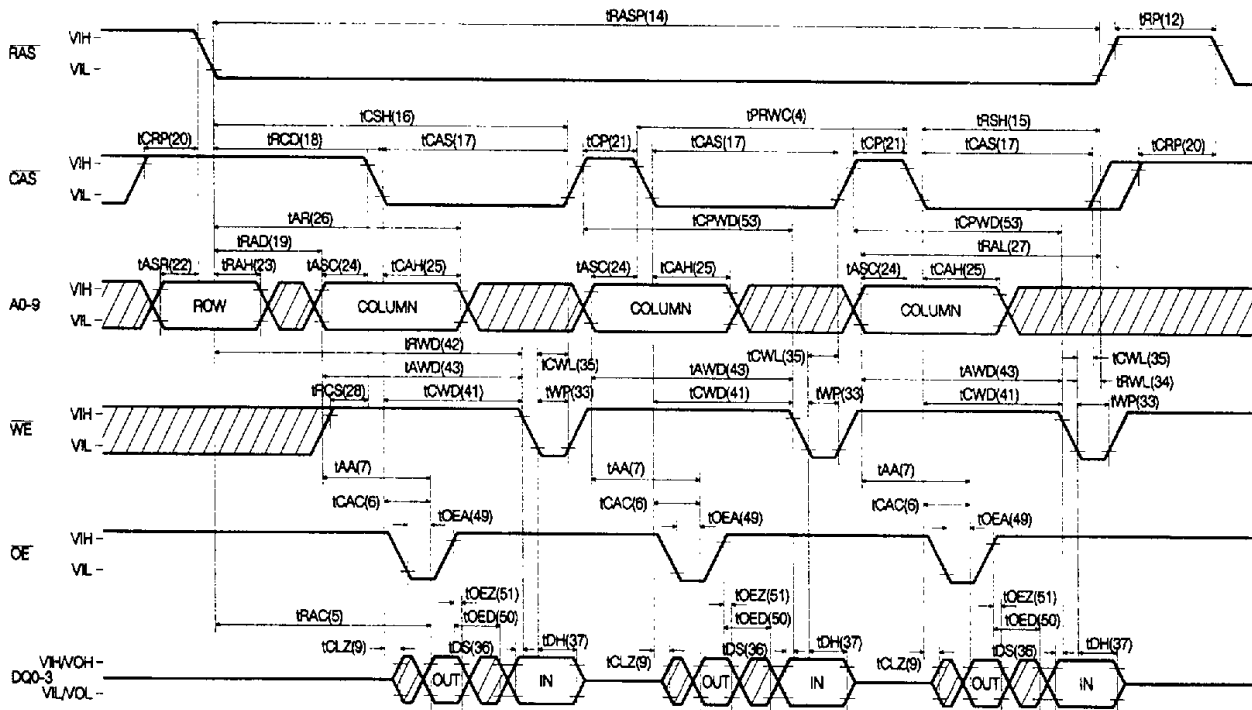 tRASP(14) tRP(12)
RAS VIH
VIL
tCSH(16) tPRWC(4)
tCRP(20) tRCD(18) tCAS(17) tCP(21) tCAS(17) tCP(21) tRSH(15) tCAS(17) tCRP(20)
CAS VIH
VIL
tAR(26) tCPWD(53) tCPWD(53)
tRAD(19) tRAL(27)
tASR(22) tRAH(23) tASC(24) tCAH(25) tASC(24) tCAH(25) tASC(24) tCAH(25)
A0-9 VIH
VIL
ROW COLUMN COLUMN COLUMN
tRWD(42) tCWL(35) tCWL(35) tCWL(35)
tAWD(43) tAWD(43) tAWD(43) tRWL(34)
tRCS(28) tCWD(41) tWP(33) tCWD(41) tWP(33) tCWD(41) tWP(33)
WE VIH
VIL
tAA(7) tAA(7) tAA(7)
tCAC(6) tCAC(6) tCAC(6)
tOEA(49) tOEA(49) tOEA(49)
OE VIH
VIL
tOEZ(51) tOEZ(51) tOEZ(51)
tRAC(5) tOED(50) tOED(50) tOED(50)
tCLZ(9) tDS(36) tDH(37) tCLZ(9) tDS(36) tDH(37) tCLZ(9) tDS(36) tDH(37)
VIH/VOH
DQ0-3 OUT IN OUT IN OUT IN
VIL/VOL